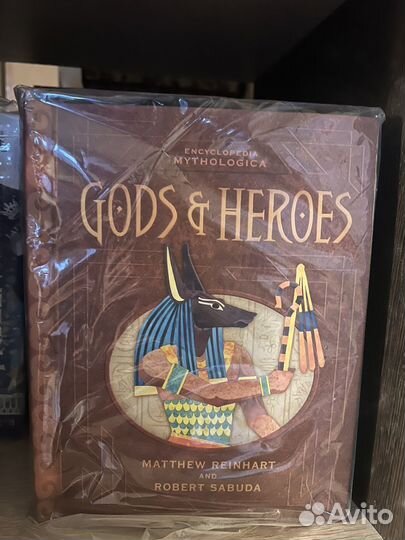 ENCYCLOPEDIA
MYTHOLOGICA
GODS & HEROES
MATTHEW REINHART
AND
ROBERT SABUDA
Avito